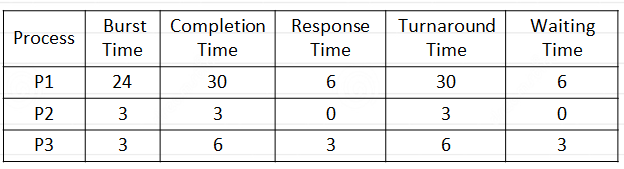 Process Burst Time Completion Time Response Time Turnaround Time Waiting Time
P1 24 30 6 30 6
P2 3 3 0 3 0
P3 3 6 3 6 3